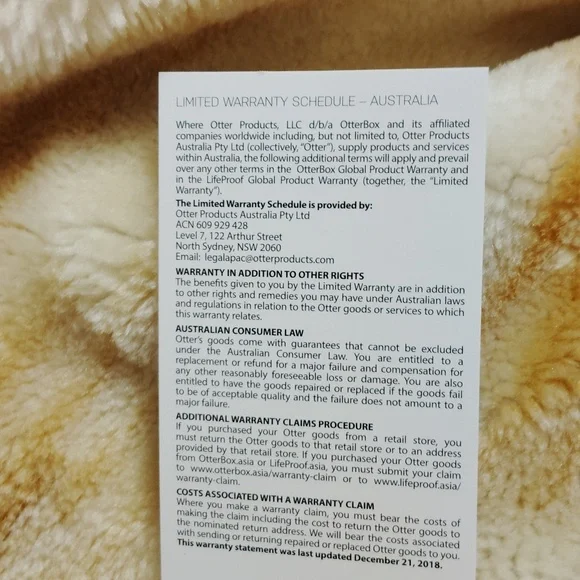 LIMITED WARRANTY SCHEDULE – AUSTRALIA
Where Otter Products, LLC d/b/a OtterBox and its affiliated
companies worldwide including, but not limited to, Otter Products
Australia Pty Ltd (collectively, "Otter"), supply products and services
within Australia, the following additional terms will apply and prevail
over any other terms in the OtterBox Global Product Warranty and
in the LifeProof Global Product Warranty (together, the "Limited
Warranty").
The Limited Warranty Schedule is provided by:
Otter Products Australia Pty Ltd
ACN 609 929 428
Level 7, 122 Arthur Street
North Sydney, NSW 2060
Email: legalapac@otterproducts.com
WARRANTY IN ADDITION TO OTHER RIGHTS
The benefits given to you by the Limited Warranty are in addition
to other rights and remedies you may have under Australian laws
and regulations in relation to the Otter goods or services to which
this warranty relates.
AUSTRALIAN CONSUMER LAW
Otter's goods come with guarantees that cannot be excluded
under the Australian Consumer Law. You are entitled to a
replacement or refund for a major failure and compensation for
any other reasonably foreseeable loss or damage. You are also
entitled to have the goods repaired or replaced if the goods fail
to be of acceptable quality and the failure does not amount to a
major failure.
ADDITIONAL WARRANTY CLAIMS PROCEDURE
If you purchased your Otter goods from a retail store, you
must return the Otter goods to that retail store or to an address
provided by that retail store. If you purchased your Otter goods
from OtterBox.asia or LifeProof.asia, you must submit your claim
to www.otterbox.asia/warranty-claim or to www.lifeproof.asia/
warranty-claim.
COSTS ASSOCIATED WITH A WARRANTY CLAIM
Where you make a warranty claim, you must bear the costs of
making the claim including the cost to return the Otter goods to
the nominated return address. We will bear the costs associated
with sending or returning repaired or replaced Otter goods to you.
This warranty statement was last updated December 21, 2018.